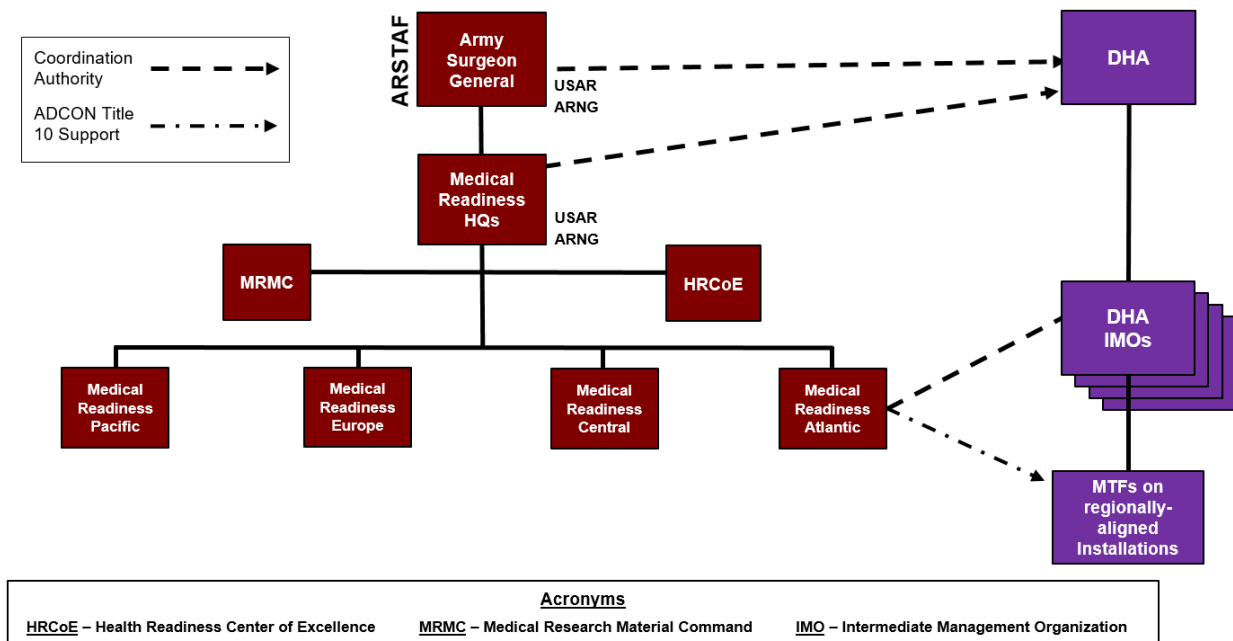 Coordination
Authority
ADCON Title
10 Support
ARSTAF
Army
Surgeon
General
USAR
ARNG
DHA
Medical
Readiness
HQs
USAR
ARNG
MRMC
HRCoE
DHA
IMOs
Medical
Readiness
Pacific
Medical
Readiness
Europe
Medical
Readiness
Central
Medical
Readiness
Atlantic
MTFs on
regionally-
aligned
Installations
Acronyms
HRCoE – Health Readiness Center of Excellence
MRMC – Medical Research Material Command
IMO – Intermediate Management Organization